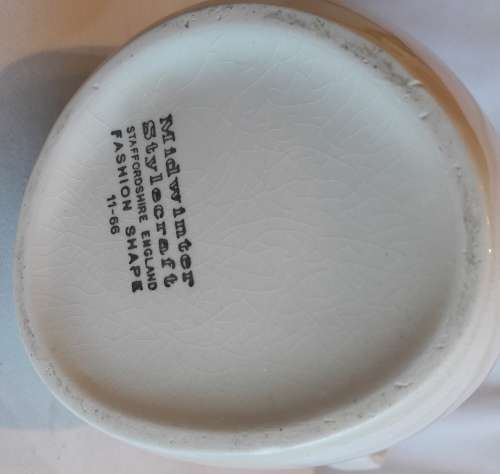 Midwinter
Stylecraft
STAFFORDSHIRE ENGLAND
FASHION SHAPE
11-66